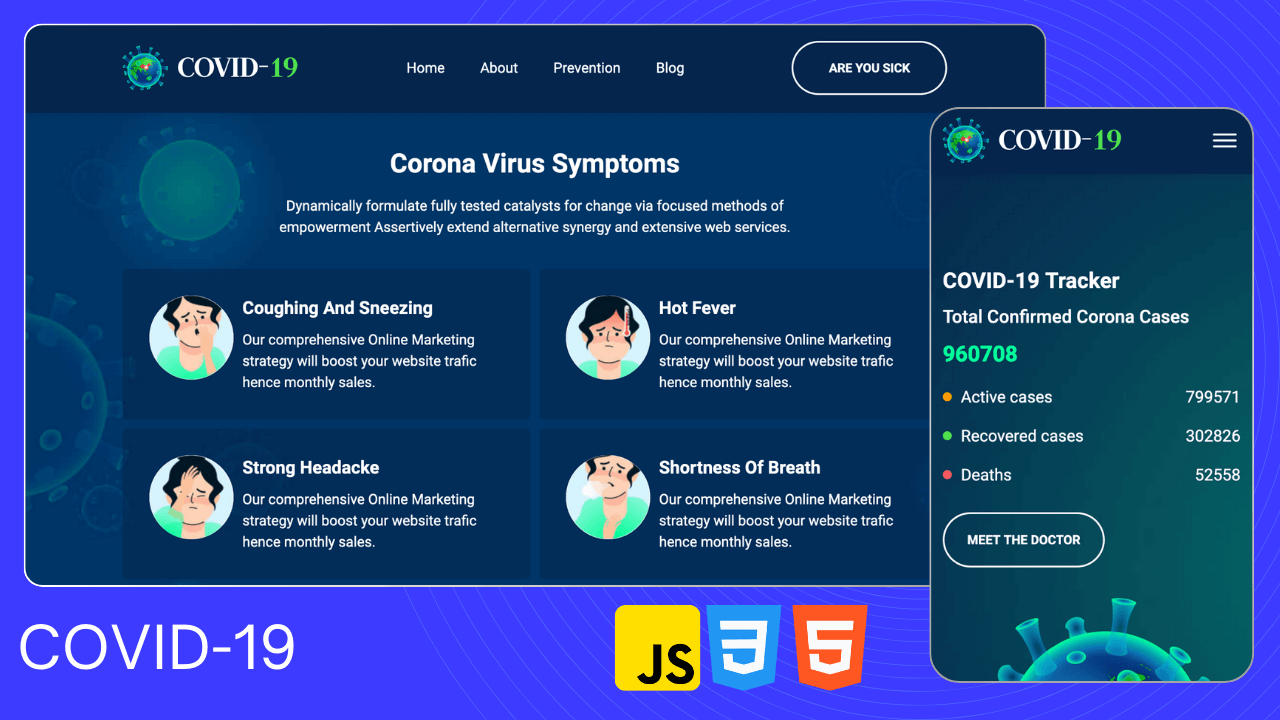 COVID-19
Home
About
Prevention
Blog
ARE YOU SICK
Corona Virus Symptoms
Dynamically formulate fully tested catalysts for change via focused methods of
empowerment Assertively extend alternative synergy and extensive web services.
Coughing And Sneezing
Our comprehensive Online Marketing
strategy will boost your website trafic
hence monthly sales.
Hot Fever
Our comprehensive Online Marketing
strategy will boost your website trafic
hence monthly sales.
Strong Headacke
Our comprehensive Online Marketing
strategy will boost your website trafic
hence monthly sales.
Shortness Of Breath
Our comprehensive Online Marketing
strategy will boost your website trafic
hence monthly sales.
COVID-19
COVID-19 Tracker
Total Confirmed Corona Cases
960708
Active cases 799571
Recovered cases 302826
Deaths 52558
MEET THE DOCTOR
COVID-19
JS
3
5